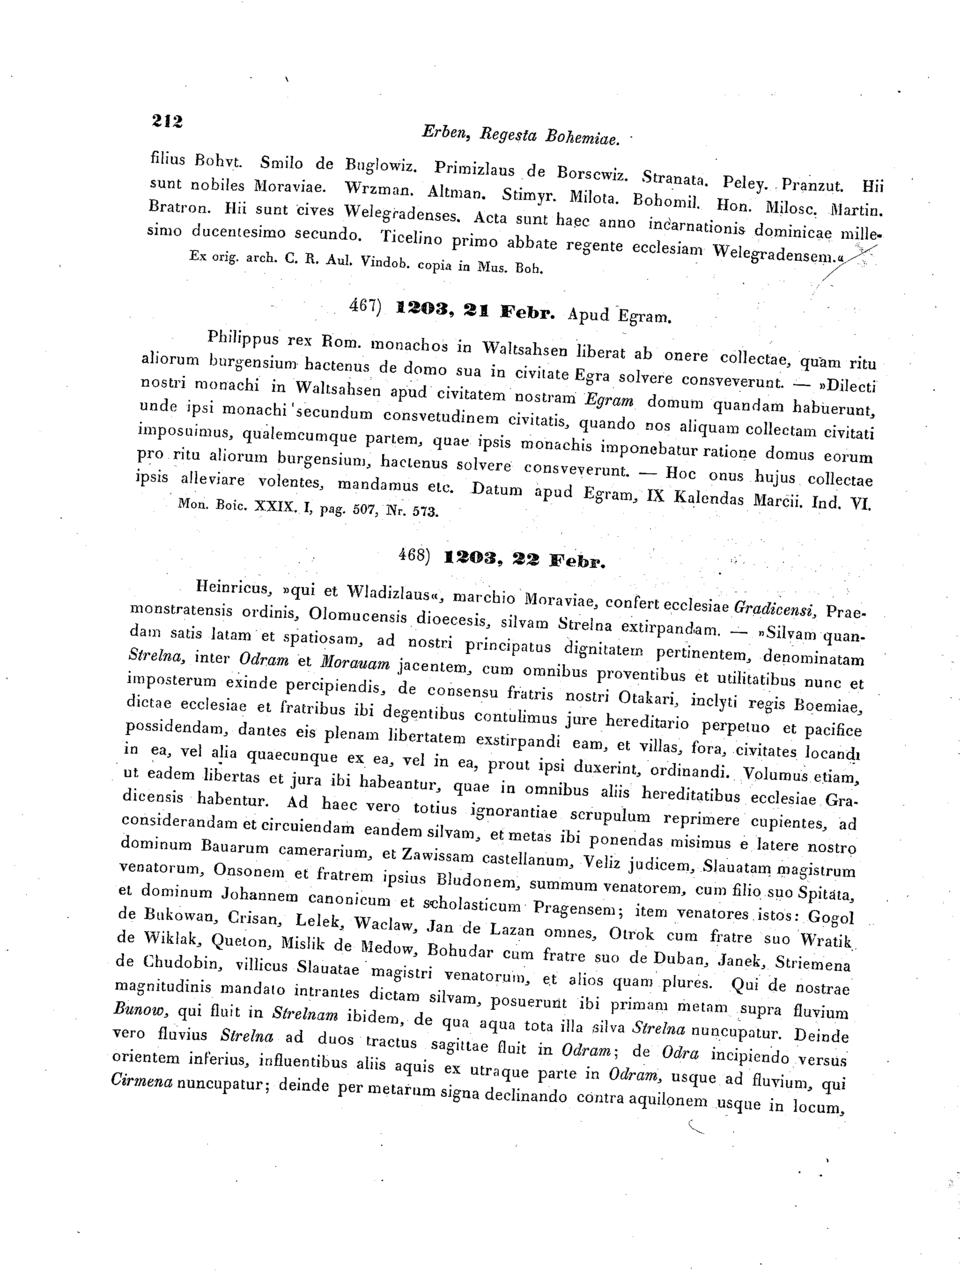 212
Erben, Regesta Bohemiae.
filius Bohvt. Smilo de Buglowiz. Primizlaus de Borscwiz. Stranata. Peley. Pranzut. Hii
sunt nobiles Moraviae. Wrzman. Altman. Stimyr. Milota. Bohomil. Hon. Milosc. Martin.
Bratron. Hii sunt cives Welegradenses. Acta sunt haec anno incarnationis dominicae mille-
simo ducentesimo secundo. Ticelino primo abbate regente ecclesiam Welegradensem.«
Ex orig. arch. C. R. Aul. Vindob. copia in Mus. Boh.
467) 1203, 21 Febr. Apud Egram.
Philippus rex Rom. monachos in Waltsahsen liberat ab onere collectae, quam ritu
aliorum burgensium hactenus de domo sua in civitate Egra solvere consveverunt. — »Dilecti
nostri monachi in Waltsahsen apud civitatem nostram Egram domum quandam habuerunt,
unde ipsi monachi secundum consvetudinem civitatis, quando nos aliquam collectam civitati
imposuimus, qualemcumque partem, quae ipsis monachis imponebatur ratione domus eorum
pro ritu aliorum burgensium, hactenus solvere consveverunt. — Hoc onus hujus collectae
ipsis alleviare volentes, mandamus etc. Datum apud Egram, IX Kalendas Marcii. Ind. VI.
Mon. Boic. XXIX. I, pag. 507, Nr. 573.
468) 1203, 22 Febr.
Heinricus, »qui et Wladizlaus«, marchio Moraviae, confert ecclesiae Gradicensi, Prae-
monstratensis ordinis, Olomucensis dioecesis, silvam Strelna extirpandam. — »Silvam quan-
dam satis latam et spatiosam, ad nostri principatus dignitatem pertinentem, denominatam
Strelna, inter Odram et Morauam jacentem, cum omnibus proventibus et utilitatibus nunc et
imposterum exinde percipiendis, de consensu fratris nostri Otakari, inclyti regis Boemiae,
dictae ecclesiae et fratribus ibi degentibus contulimus jure hereditario perpetuo et pacifice
possidendam, dantes eis plenam libertatem exstirpandi eam, et villas, fora, civitates locandi
in ea, vel alia quaecunque ex ea, vel in ea, prout ipsi duxerint, ordinandi. Volumus etiam,
ut eadem libertas et jura ibi habeantur, quae in omnibus aliis hereditatibus ecclesiae Gra-
dicensis habentur. Ad haec vero totius ignorantiae scrupulum reprimere cupientes, ad
considerandam et circuiendam eandem silvam, et metas ibi ponendas misimus e latere nostro
dominum Bauarum camerarium, et Zawissam castellanum, Veliz judicem, Slauatam magistrum
venatorum, Onsonem et fratrem ipsius Bludonem, summum venatorem, cum filio suo Spitata,
et dominum Johannem canonicum et scholasticum Pragensem; item venatores istos: Gogol
de Bukowan, Crisan, Lelek, Waclaw, Jan de Lazan omnes, Otrok cum fratre suo Wratik
de Wiklak, Queton, Mislik de Medow, Bohudar cum fratre suo de Duban, Janek, Striemena
de Chudobin, villicus Slauatae magistri venatorum, et alios quam plures. Qui de nostrae
magnitudinis mandato intrantes dictam silvam, posuerunt ibi primam metam supra fluvium
Bunow, qui fluit in Strelnam ibidem, de qua aqua tota illa silva Strelna nuncupatur. Deinde
vero fluvius Strelna ad duos tractus sagittae fluit in Odram; de Odra incipiendo versus
orientem inferius, influentibus aliis aquis ex utraque parte in Odram, usque ad fluvium, qui
Cirmena nuncupatur; deinde per metarum signa declinando contra aquilonem usque in locum,